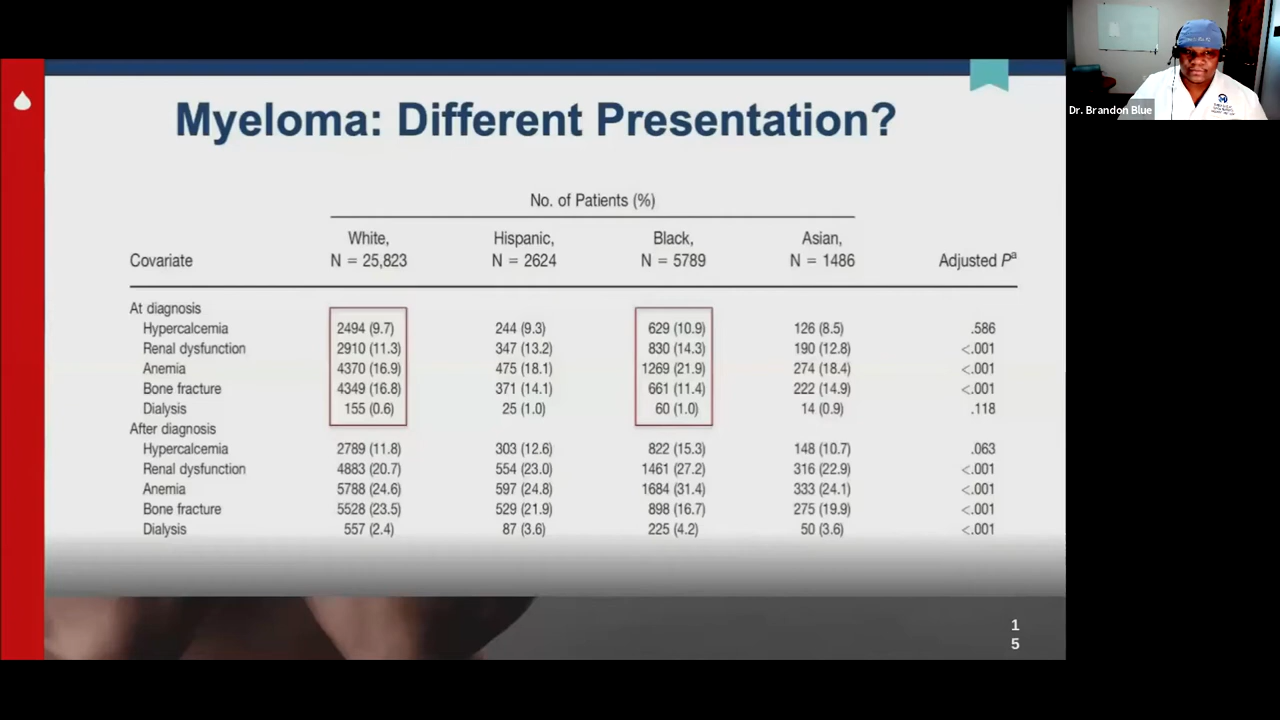 Myeloma: Different Presentation?
No. of Patients (%)
White, Hispanic, Black, Asian,
Covariate N = 25,823 N = 2624 N = 5789 N = 1486 Adjusted Pᵃ
At diagnosis
Hypercalcemia 2494 (9.7) 244 (9.3) 629 (10.9) 126 (8.5) .586
Renal dysfunction 2910 (11.3) 347 (13.2) 830 (14.3) 190 (12.8) <.001
Anemia 4370 (16.9) 475 (18.1) 1269 (21.9) 274 (18.4) <.001
Bone fracture 4349 (16.8) 371 (14.1) 661 (11.4) 222 (14.9) <.001
Dialysis 155 (0.6) 25 (1.0) 60 (1.0) 14 (0.9) .118
After diagnosis
Hypercalcemia 2789 (11.8) 303 (12.6) 822 (15.3) 148 (10.7) .063
Renal dysfunction 4883 (20.7) 554 (23.0) 1461 (27.2) 316 (22.9) <.001
Anemia 5788 (24.6) 597 (24.8) 1684 (31.4) 333 (24.1) <.001
Bone fracture 5528 (23.5) 529 (21.9) 898 (16.7) 275 (19.9) <.001
Dialysis 557 (2.4) 87 (3.6) 225 (4.2) 50 (3.6) <.001
1
5
Dr. Brandon Blue